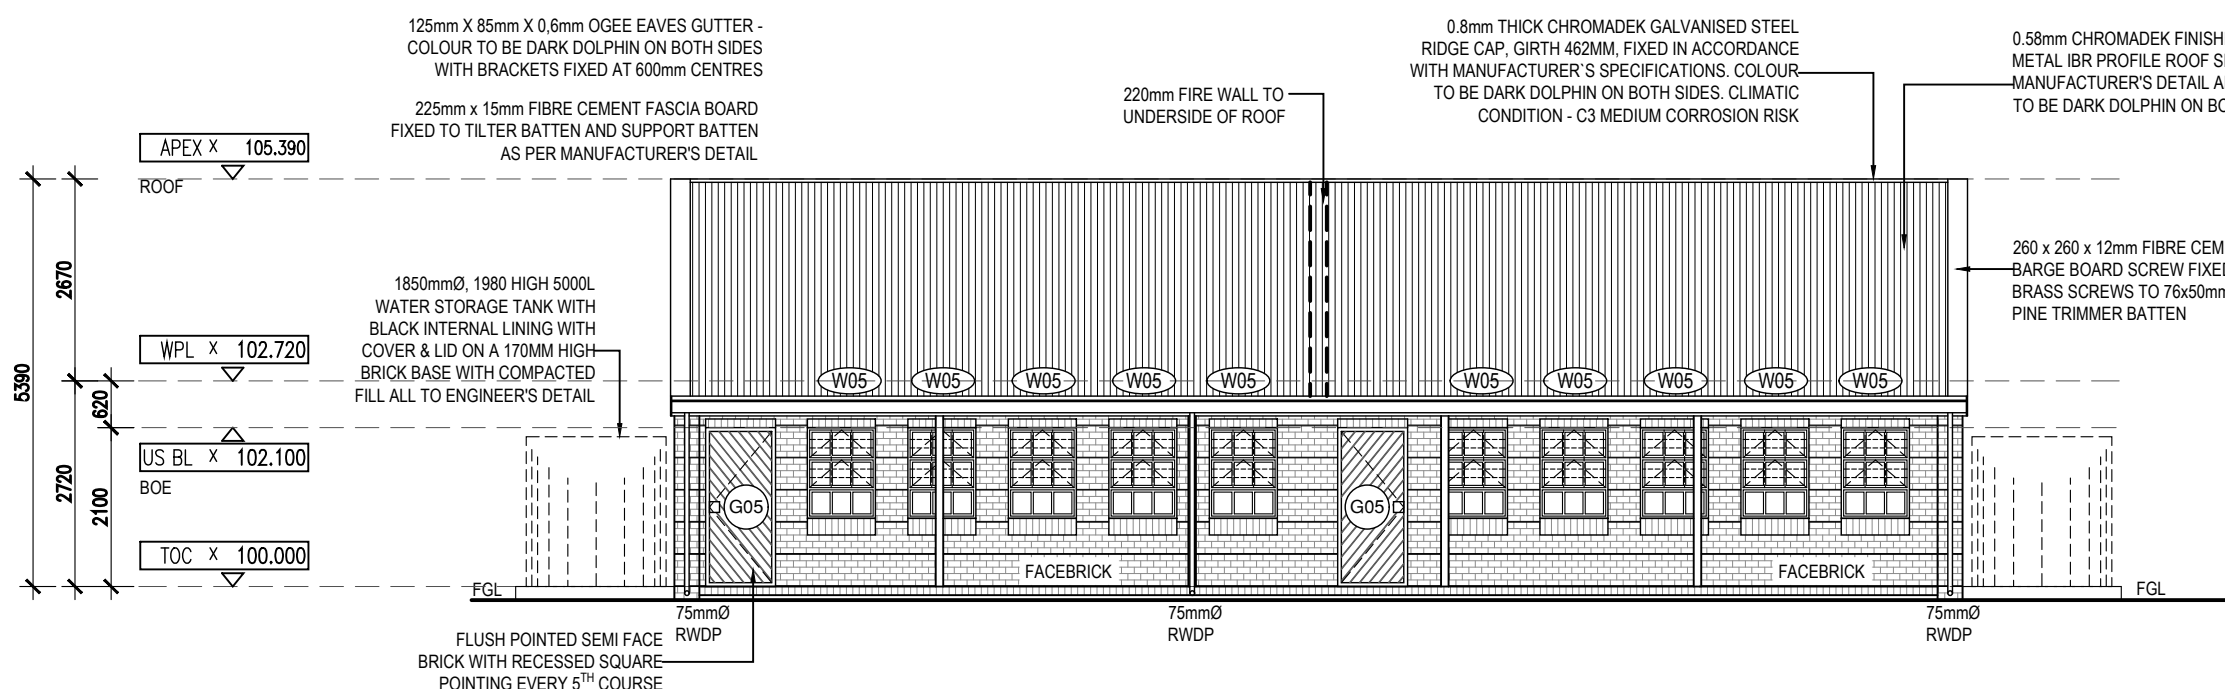 125mm X 85mm X 0,6mm OGEE EAVES GUTTER -
COLOUR TO BE DARK DOLPHIN ON BOTH SIDES
WITH BRACKETS FIXED AT 600mm CENTRES
225mm x 15mm FIBRE CEMENT FASCIA BOARD
FIXED TO TILTER BATTEN AND SUPPORT BATTEN
AS PER MANUFACTURER'S DETAIL
220mm FIRE WALL TO
UNDERSIDE OF ROOF
0.8mm THICK CHROMADEK GALVANISED STEEL
RIDGE CAP, GIRTH 462MM, FIXED IN ACCORDANCE
WITH MANUFACTURER`S SPECIFICATIONS. COLOUR
TO BE DARK DOLPHIN ON BOTH SIDES. CLIMATIC
CONDITION - C3 MEDIUM CORROSION RISK
0.58mm CHROMADEK FINISH
METAL IBR PROFILE ROOF S
MANUFACTURER'S DETAIL A
TO BE DARK DOLPHIN ON BO
APEX X 105.390
ROOF
WPL X 102.720
US BL X 102.100
BOE
TOC X 100.000
5390
2670
2720
620
2100
1850mmØ, 1980 HIGH 5000L
WATER STORAGE TANK WITH
BLACK INTERNAL LINING WITH
COVER & LID ON A 170MM HIGH
BRICK BASE WITH COMPACTED
FILL ALL TO ENGINEER'S DETAIL
260 x 260 x 12mm FIBRE CEM
BARGE BOARD SCREW FIXED
BRASS SCREWS TO 76x50mm
PINE TRIMMER BATTEN
W05 W05 W05 W05 W05 W05 W05 W05 W05 W05
G05 G05
FACEBRICK FACEBRICK
FGL FGL
75mmØ
RWDP
75mmØ
RWDP
75mmØ
RWDP
FLUSH POINTED SEMI FACE
BRICK WITH RECESSED SQUARE
POINTING EVERY 5TH COURSE